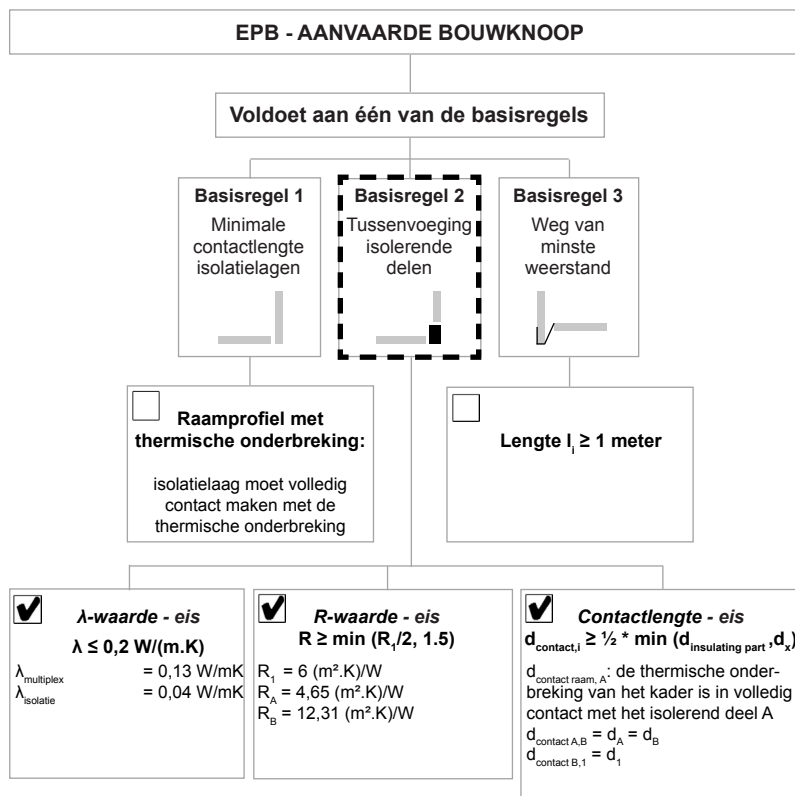 EPB - AANVAARDE BOUWKNOOP
Voldoet aan één van de basisregels
Basisregel 1
Minimale
contactlengte
isolatielagen
Basisregel 2
Tussenvoeging
isolerende
delen
Basisregel 3
Weg van
minste
weerstand
Raamprofiel met
thermische onderbreking:
isolatielaag moet volledig
contact maken met de
thermische onderbreking
Lengte l_i ≥ 1 meter
λ-waarde - eis
λ ≤ 0,2 W/(m.K)
λ_multiplex = 0,13 W/mK
λ_isolatie = 0,04 W/mK
R-waarde - eis
R ≥ min (R_1/2, 1.5)
R_1 = 6 (m².K)/W
R_A = 4,65 (m².K)/W
R_B = 12,31 (m².K)/W
Contactlengte - eis
d_contact,i ≥ ½ * min (d_insulating part ,d_x)
d_contact raam, A: de thermische onder-
breking van het kader is in volledig
contact met het isolerend deel A
d_contact A,B = d_A = d_B
d_contact B,1 = d_1